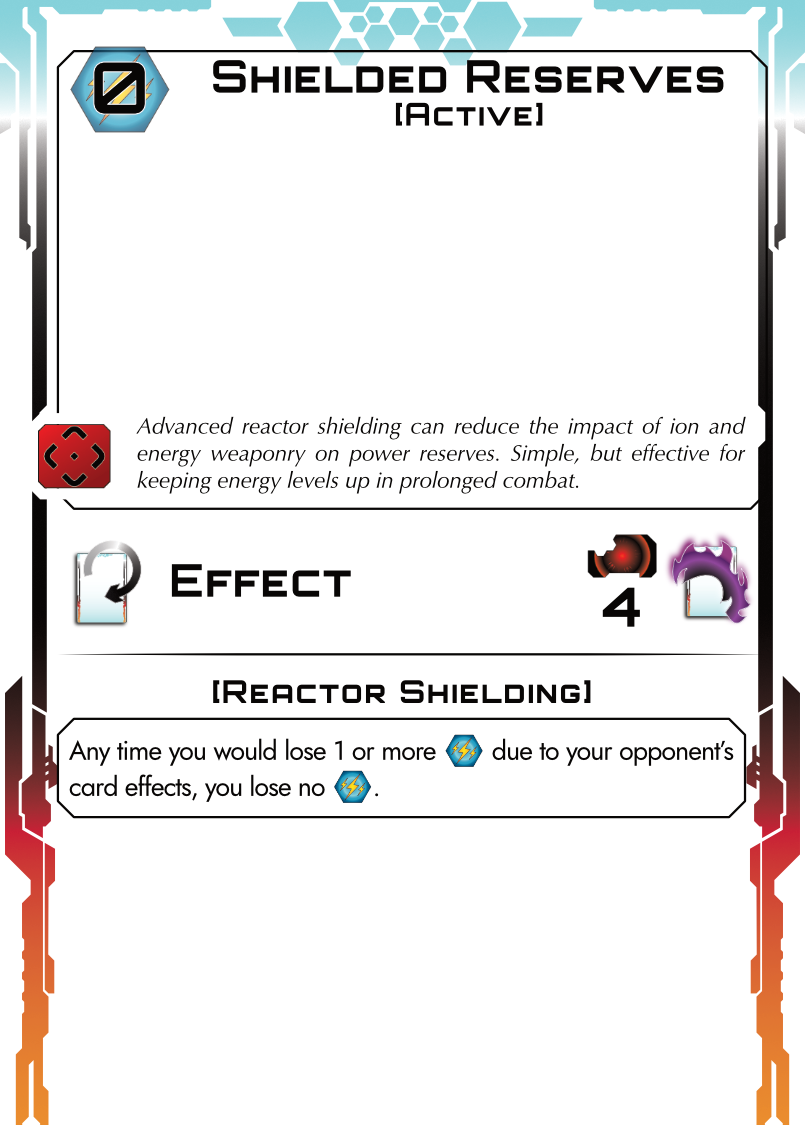 0
Shielded Reserves
[Active]
Advanced reactor shielding can reduce the impact of ion and
energy weaponry on power reserves. Simple, but effective for
keeping energy levels up in prolonged combat.
Effect
4
[Reactor Shielding]
Any time you would lose 1 or more due to your opponent's
card effects, you lose no .